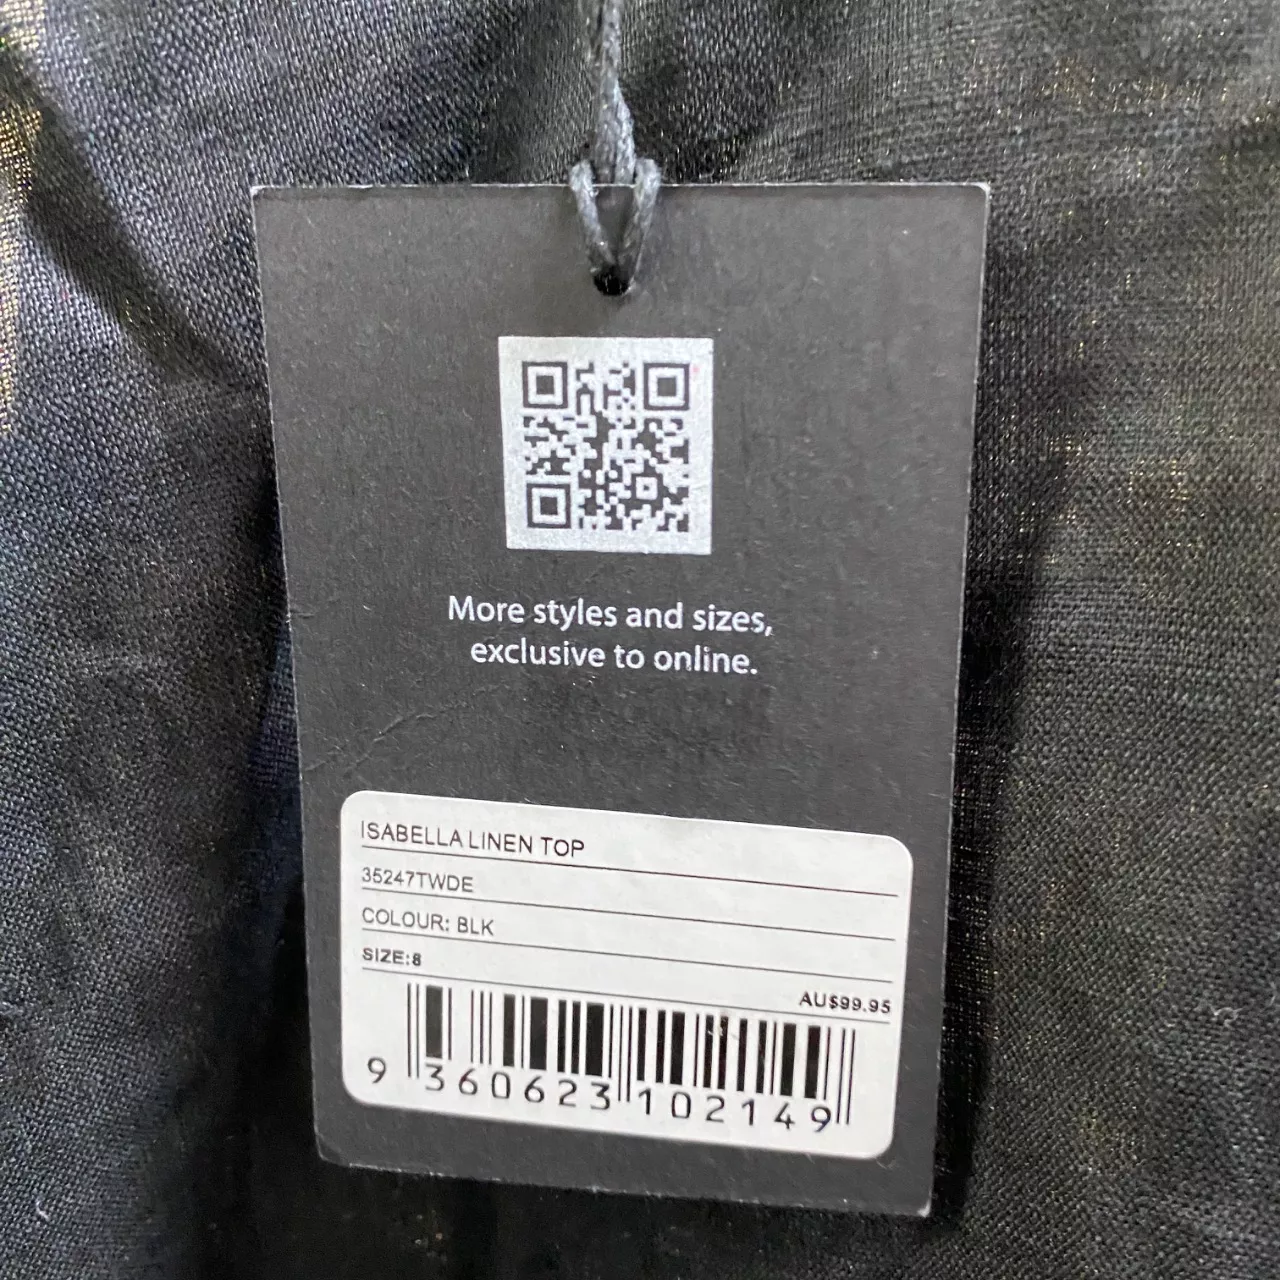 More styles and sizes,
exclusive to online.
ISABELLA LINEN TOP
35247TWDE
COLOUR: BLK
SIZE:8
AU$99.95
9 360623 102149